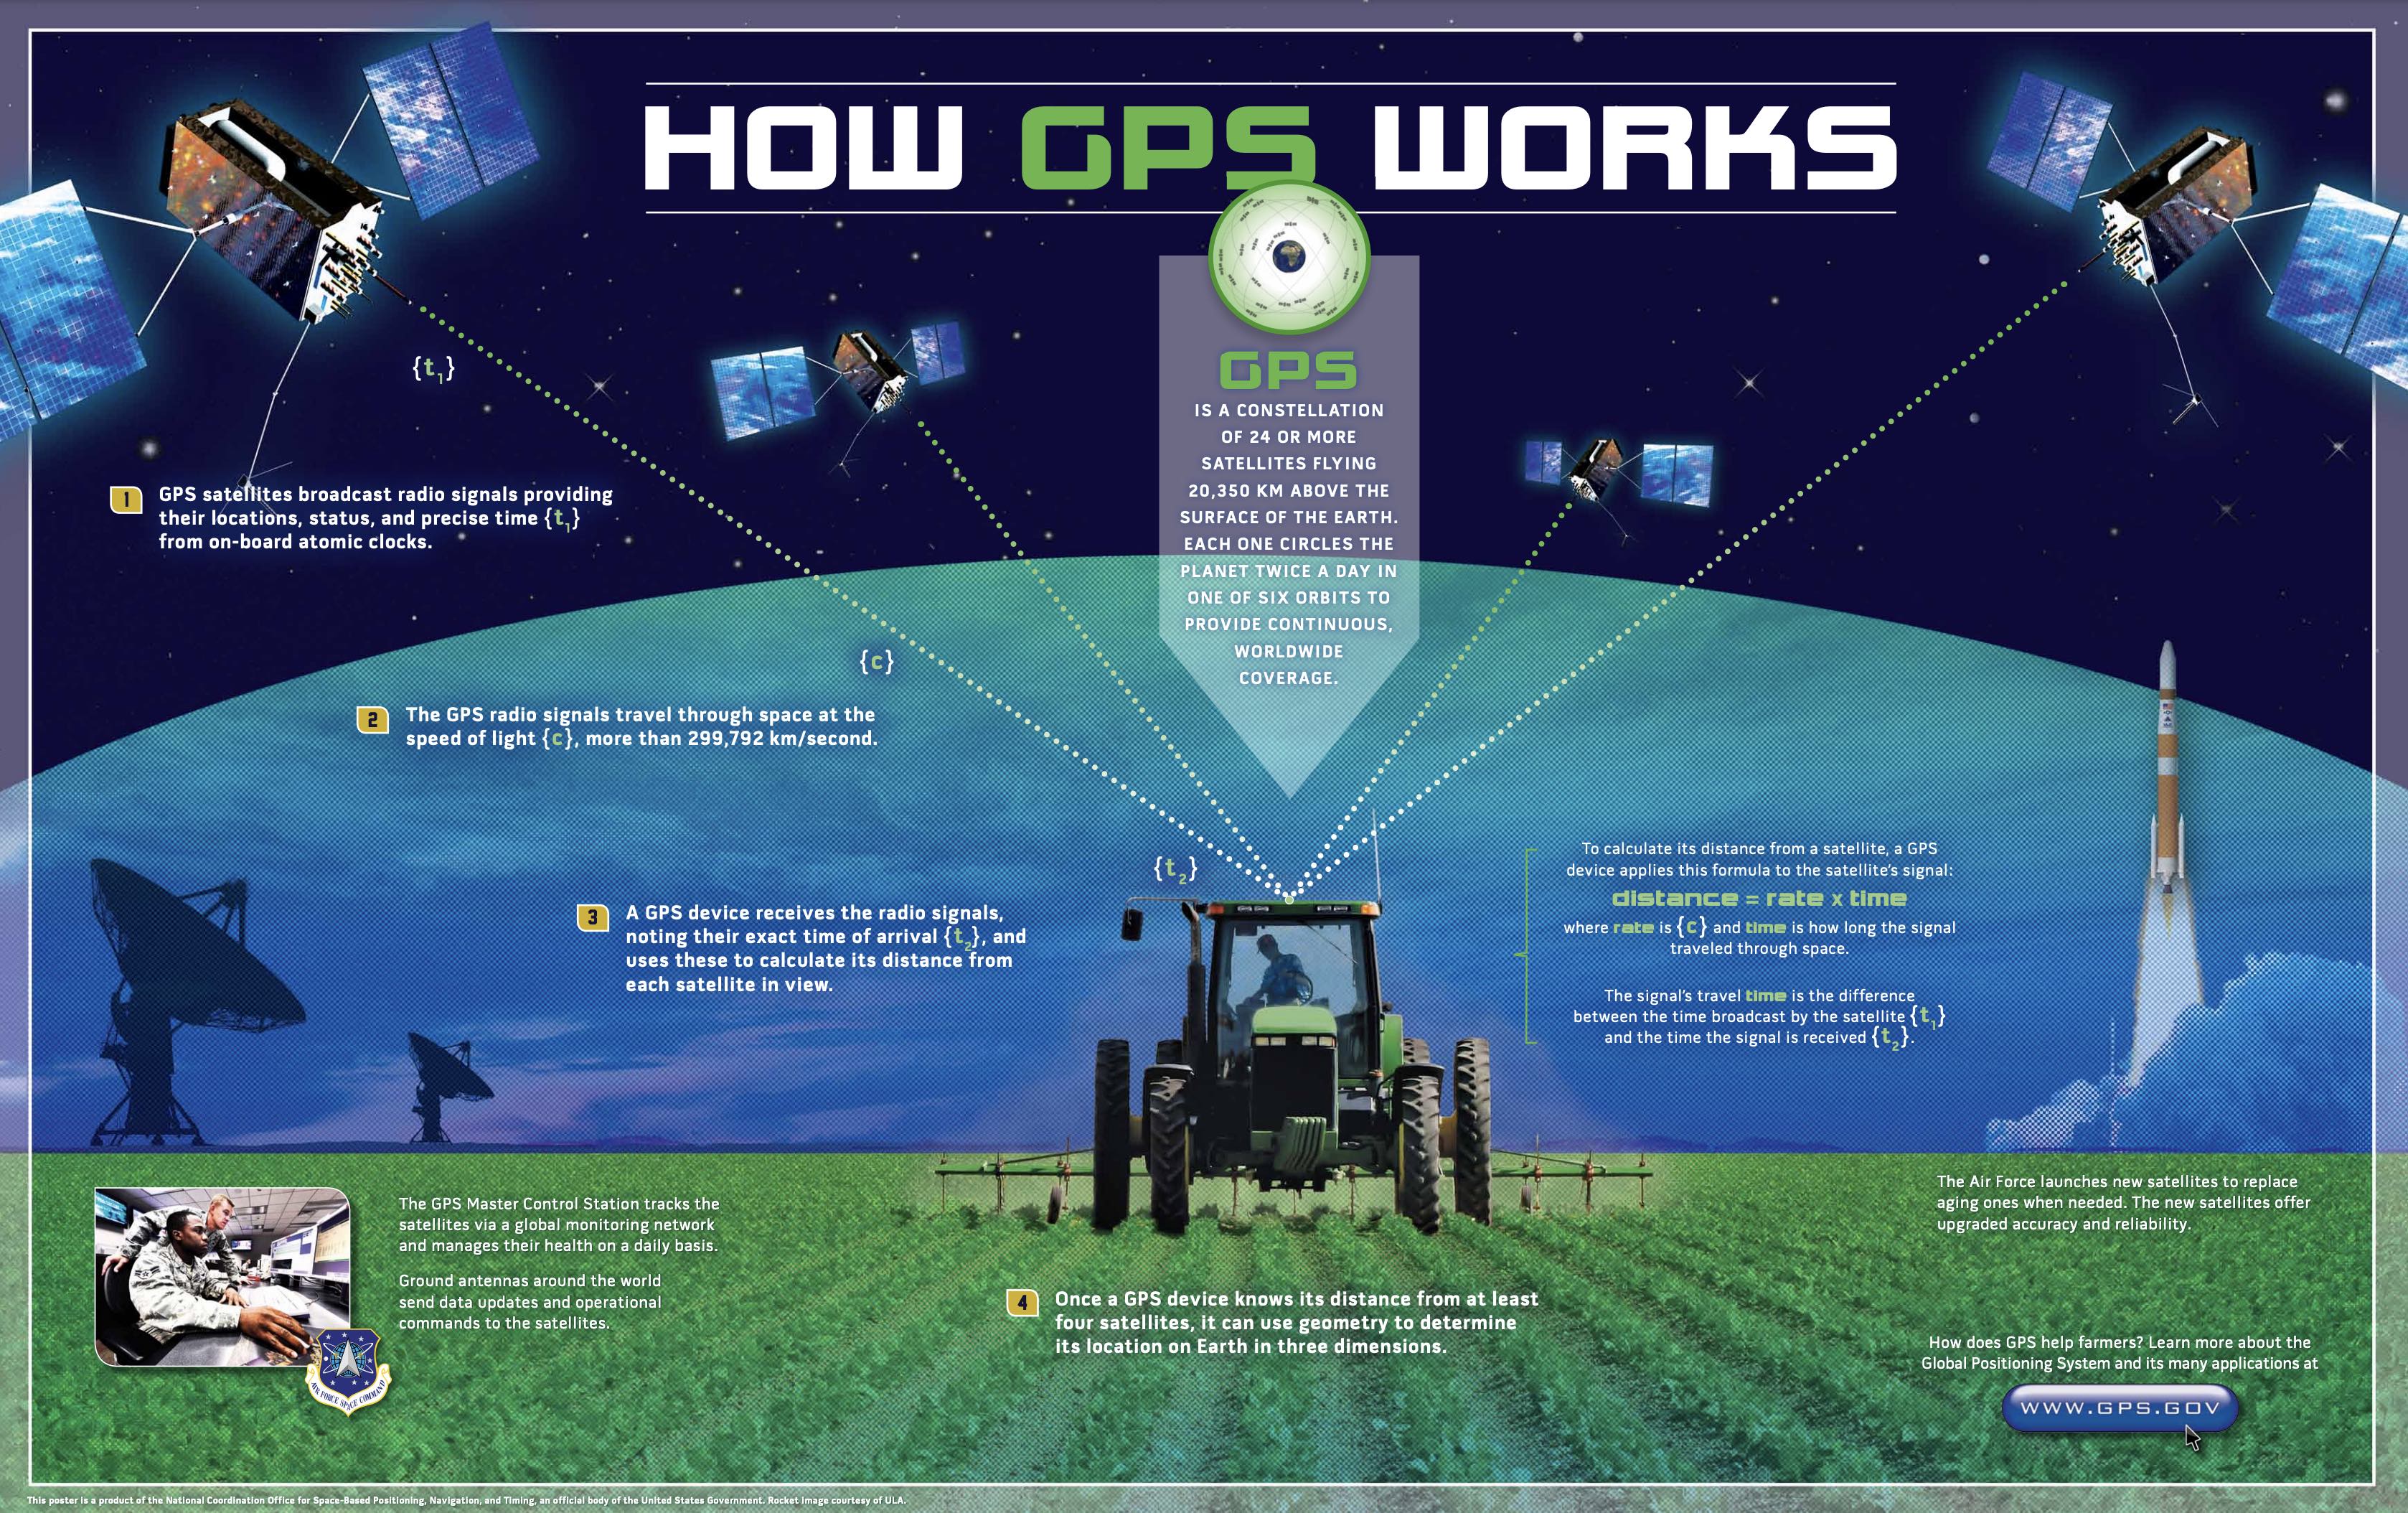 HOW GPS WORKS
GPS
IS A CONSTELLATION
OF 24 OR MORE
SATELLITES FLYING
20,350 KM ABOVE THE
SURFACE OF THE EARTH.
EACH ONE CIRCLES THE
PLANET TWICE A DAY IN
ONE OF SIX ORBITS TO
PROVIDE CONTINUOUS,
WORLDWIDE
COVERAGE.
{t₁}
1
GPS satellites broadcast radio signals providing
their locations, status, and precise time {t₁}
from on-board atomic clocks.
{c}
2
The GPS radio signals travel through space at the
speed of light {c}, more than 299,792 km/second.
{t₂}
3
A GPS device receives the radio signals,
noting their exact time of arrival {t₂}, and
uses these to calculate its distance from
each satellite in view.
To calculate its distance from a satellite, a GPS
device applies this formula to the satellite's signal:
distance = rate x time
where rate is {c} and time is how long the signal
traveled through space.
The signal's travel time is the difference
between the time broadcast by the satellite {t₁}
and the time the signal is received {t₂}.
The GPS Master Control Station tracks the
satellites via a global monitoring network
and manages their health on a daily basis.
Ground antennas around the world
send data updates and operational
commands to the satellites.
AIR FORCE SPACE COMMAND
4
Once a GPS device knows its distance from at least
four satellites, it can use geometry to determine
its location on Earth in three dimensions.
The Air Force launches new satellites to replace
aging ones when needed. The new satellites offer
upgraded accuracy and reliability.
How does GPS help farmers? Learn more about the
Global Positioning System and its many applications at
WWW.GPS.GOV
This poster is a product of the National Coordination Office for Space-Based Positioning, Navigation, and Timing, an official body of the United States Government. Rocket image courtesy of ULA.